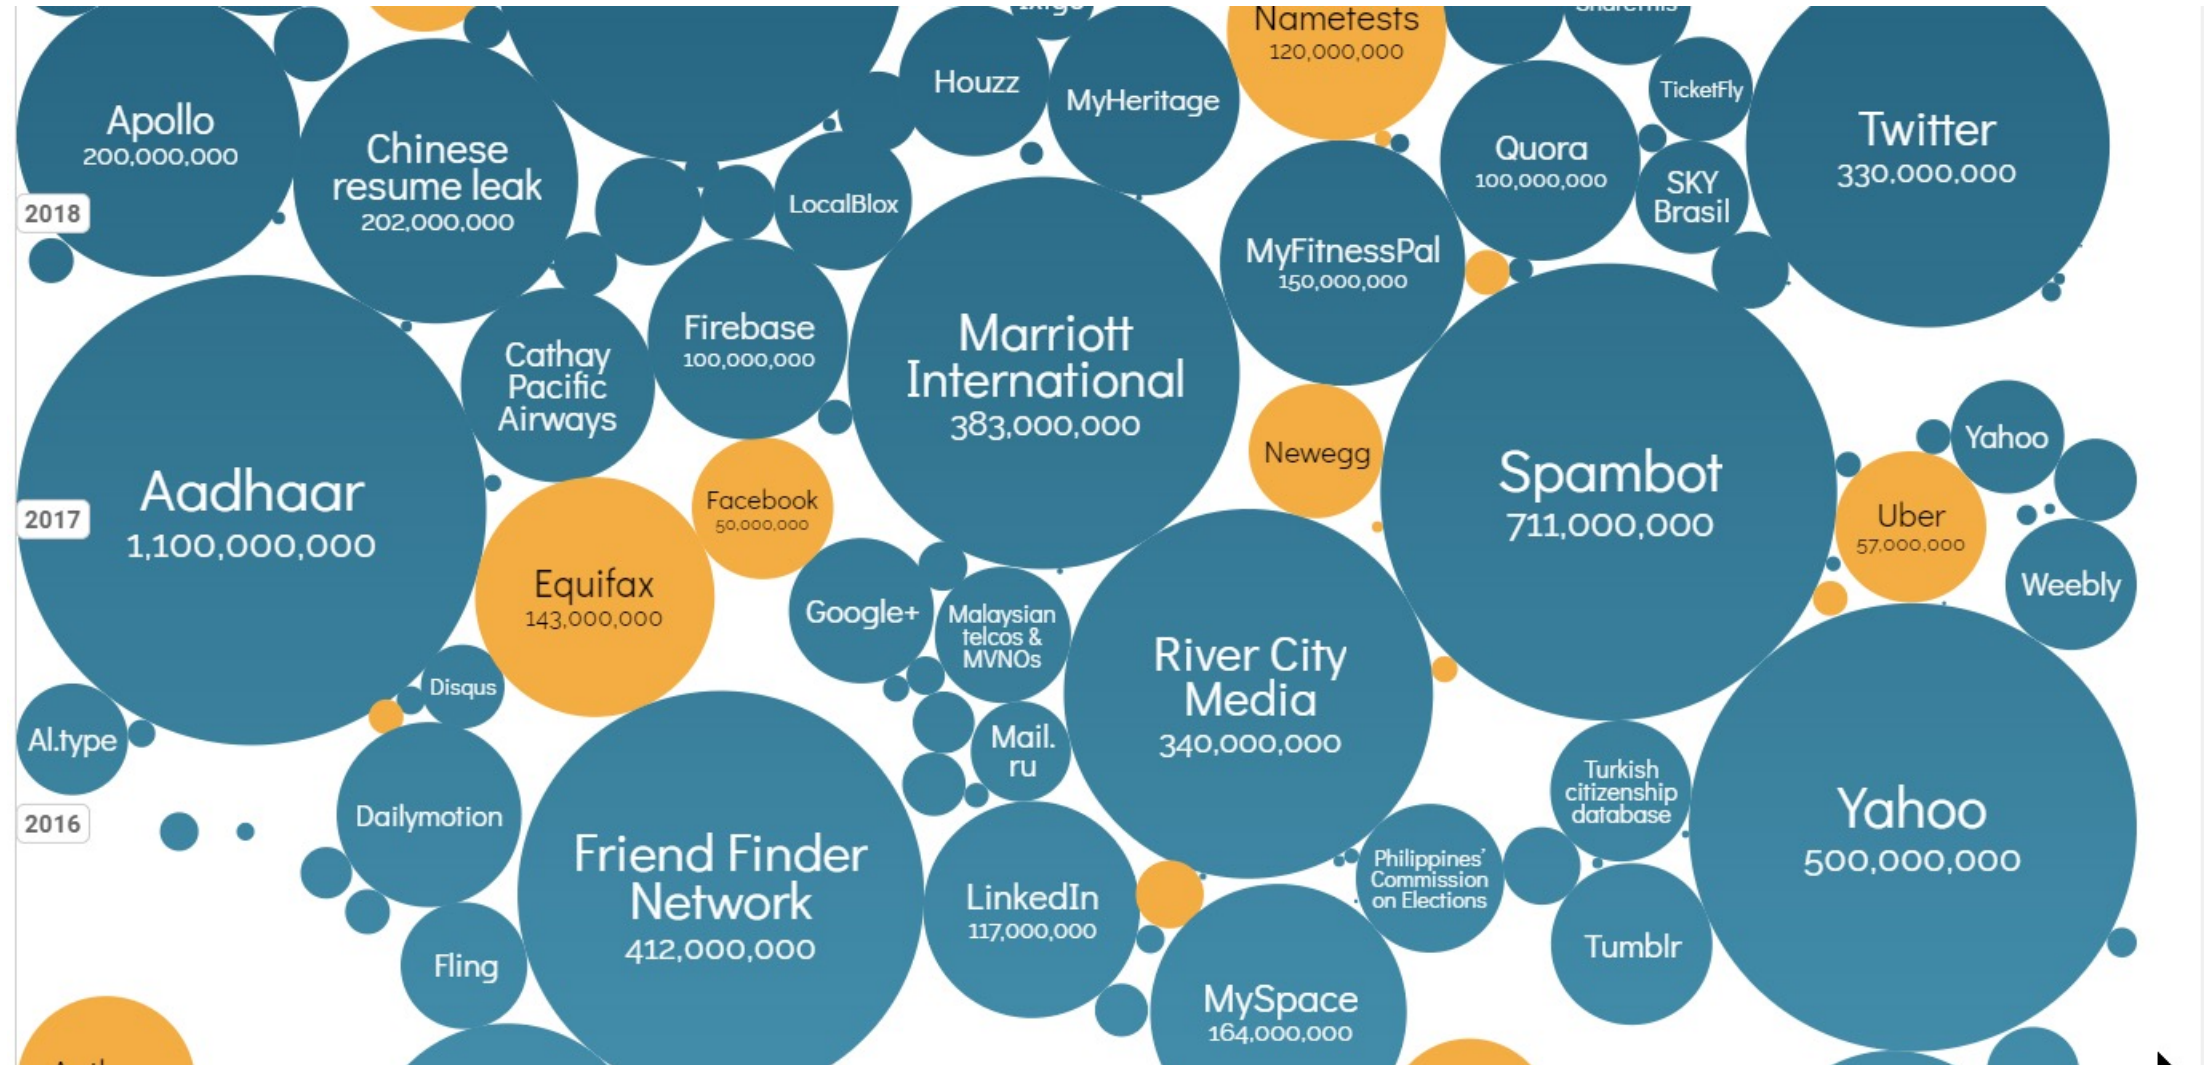 Nametests
120,000,000
Houzz
MyHeritage
TicketFly
Apollo
200,000,000
Chinese
resume leak
202,000,000
Quora
100,000,000
Twitter
330,000,000
SKY
Brasil
LocalBlox
2018
MyFitnessPal
150,000,000
Firebase
100,000,000
Cathay
Pacific
Airways
Marriott
International
383,000,000
Newegg
Yahoo
Aadhaar
1,100,000,000
2017
Facebook
50,000,000
Spambot
711,000,000
Uber
57,000,000
Equifax
143,000,000
Google+
Malaysian
telcos &
MVNOs
Weebly
River City
Media
340,000,000
Disqus
AI.type
Mail.
ru
Turkish
citizenship
database
2016
Dailymotion
Friend Finder
Network
412,000,000
Yahoo
500,000,000
LinkedIn
117,000,000
Philippines'
Commission
on Elections
Fling
Tumblr
MySpace
164,000,000